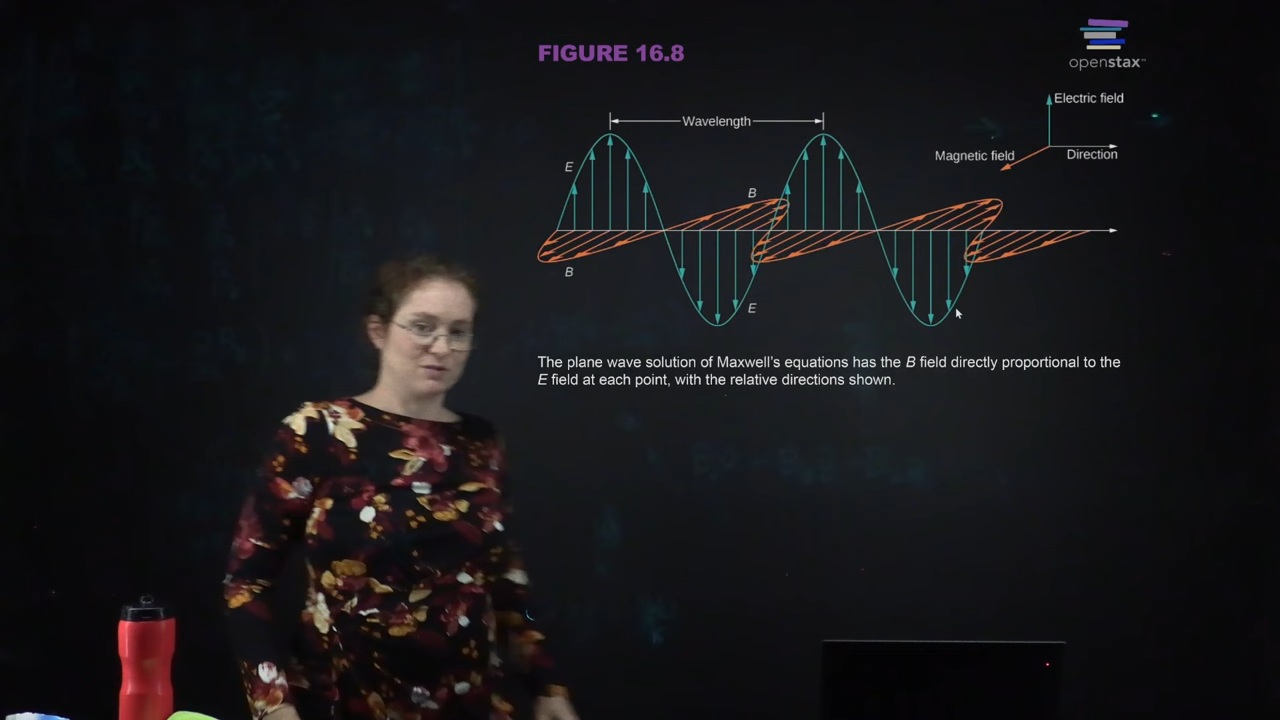 FIGURE 16.8
openstax™
Wavelength
Electric field
Magnetic field
Direction
E
B
B
E
The plane wave solution of Maxwell's equations has the B field directly proportional to the
E field at each point, with the relative directions shown.